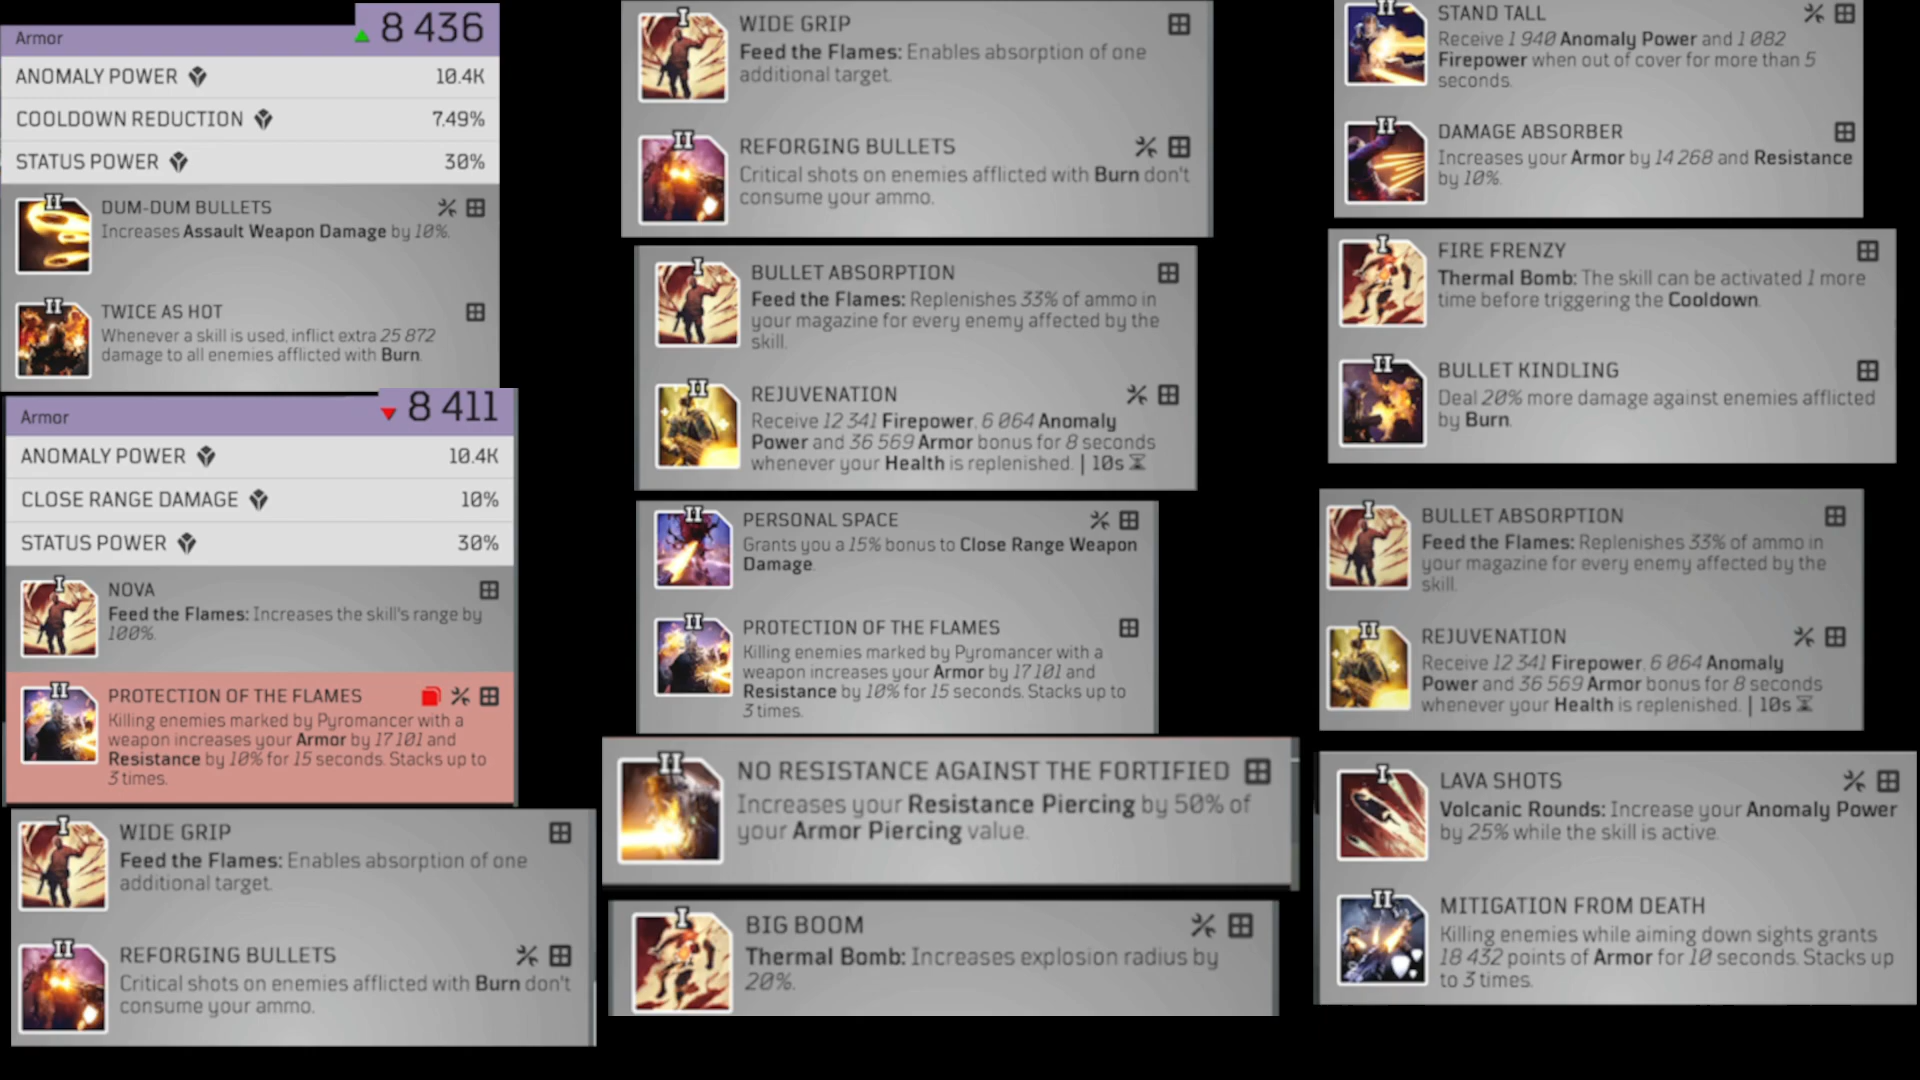 Armor
8 436
ANOMALY POWER
10.4K
COOLDOWN REDUCTION
7.49%
STATUS POWER
30%
II
DUM-DUM BULLETS
Increases Assault Weapon Damage by 10%.
II
TWICE AS HOT
Whenever a skill is used, inflict extra 25 872
damage to all enemies afflicted with Burn.
Armor
8 411
ANOMALY POWER
10.4K
CLOSE RANGE DAMAGE
10%
STATUS POWER
30%
I
NOVA
Feed the Flames: Increases the skill's range by
100%.
II
PROTECTION OF THE FLAMES
Killing enemies marked by Pyromancer with a
weapon increases your Armor by 17 101 and
Resistance by 10% for 15 seconds. Stacks up to
3 times.
I
WIDE GRIP
Feed the Flames: Enables absorption of one
additional target.
II
REFORGING BULLETS
Critical shots on enemies afflicted with Burn don't
consume your ammo.
I
WIDE GRIP
Feed the Flames: Enables absorption of one
additional target.
II
REFORGING BULLETS
Critical shots on enemies afflicted with Burn don't
consume your ammo.
I
BULLET ABSORPTION
Feed the Flames: Replenishes 33% of ammo in
your magazine for every enemy affected by the
skill.
II
REJUVENATION
Receive 12 341 Firepower, 6 064 Anomaly
Power and 36 569 Armor bonus for 8 seconds
whenever your Health is replenished. | 10s
II
PERSONAL SPACE
Grants you a 15% bonus to Close Range Weapon
Damage.
II
PROTECTION OF THE FLAMES
Killing enemies marked by Pyromancer with a
weapon increases your Armor by 17 101 and
Resistance by 10% for 15 seconds. Stacks up to
3 times.
II
NO RESISTANCE AGAINST THE FORTIFIED
Increases your Resistance Piercing by 50% of
your Armor Piercing value.
I
BIG BOOM
Thermal Bomb: Increases explosion radius by
20%.
II
STAND TALL
Receive 1 940 Anomaly Power and 1 082
Firepower when out of cover for more than 5
seconds.
II
DAMAGE ABSORBER
Increases your Armor by 14 268 and Resistance
by 10%.
I
FIRE FRENZY
Thermal Bomb: The skill can be activated 1 more
time before triggering the Cooldown.
II
BULLET KINDLING
Deal 20% more damage against enemies afflicted
by Burn.
I
BULLET ABSORPTION
Feed the Flames: Replenishes 33% of ammo in
your magazine for every enemy affected by the
skill.
II
REJUVENATION
Receive 12 341 Firepower, 6 064 Anomaly
Power and 36 569 Armor bonus for 8 seconds
whenever your Health is replenished. | 10s
I
LAVA SHOTS
Volcanic Rounds: Increase your Anomaly Power
by 25% while the skill is active.
II
MITIGATION FROM DEATH
Killing enemies while aiming down sights grants
18 432 points of Armor for 10 seconds. Stacks up
to 3 times.